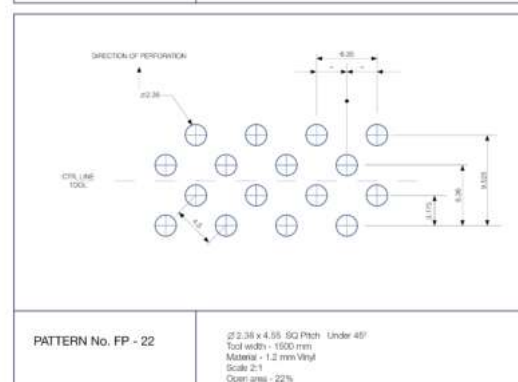 DIRECTION OF PERFORATION
6.35
⌀2.36
CTR LINE
TOOL
4.5
3.175
6.35
9.525
PATTERN No. FP - 22
⌀ 2.36 x 4.55 SQ Pitch Under 45º
Tool width - 1500 mm
Material - 1.2 mm Vinyl
Scale 2:1
Open area - 22%